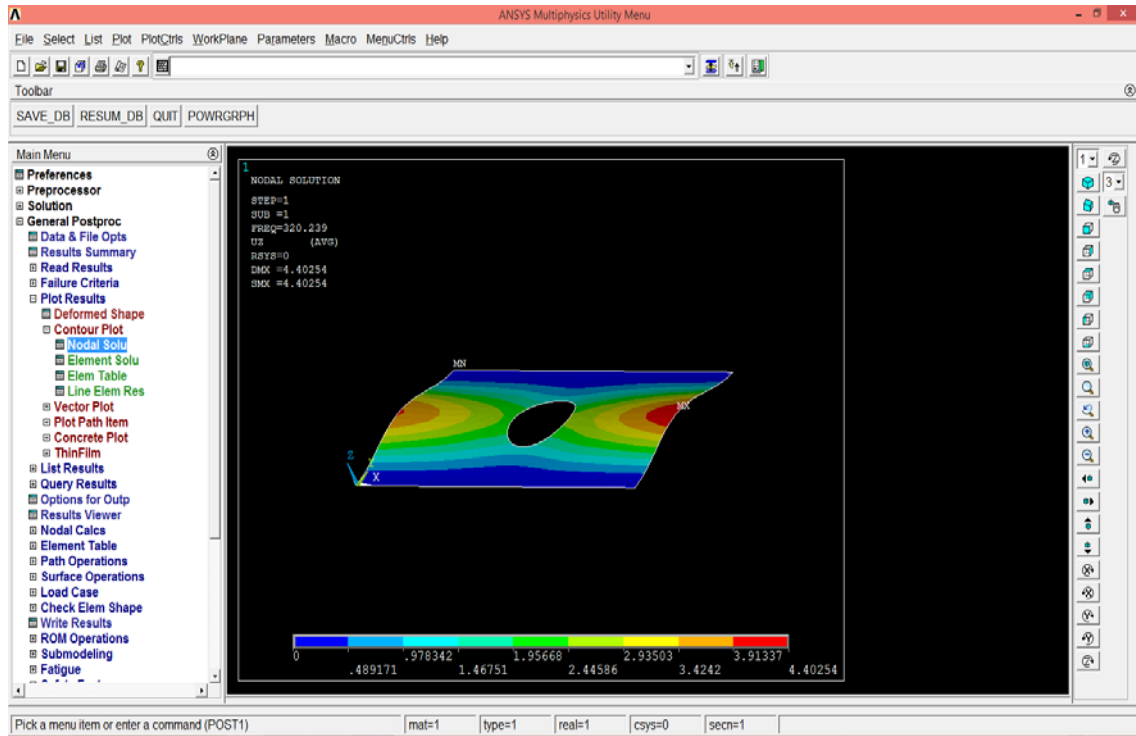 ANSYS Multiphysics Utility Menu
File Select List Plot PlotCtrls WorkPlane Parameters Macro MenuCtrls Help
Toolbar
SAVE_DB RESUM_DB QUIT POWRGRPH
Main Menu
Preferences
Preprocessor
Solution
General Postproc
Data & File Opts
Results Summary
Read Results
Failure Criteria
Plot Results
Deformed Shape
Contour Plot
Nodal Solu
Element Solu
Elem Table
Line Elem Res
Vector Plot
Plot Path Item
Concrete Plot
ThinFilm
List Results
Query Results
Options for Outp
Results Viewer
Nodal Calcs
Element Table
Path Operations
Surface Operations
Load Case
Check Elem Shape
Write Results
ROM Operations
Submodeling
Fatigue
1
NODAL SOLUTION
STEP=1
SUB =1
FREQ=320.239
UZ (AVG)
RSYS=0
DMX =4.40254
SMX =4.40254
MN
MX
Z
Y
X
0 .978342 1.95668 2.93503 3.91337
.489171 1.46751 2.44586 3.4242 4.40254
1
3
Pick a menu item or enter a command (POST1) mat=1 type=1 real=1 csys=0 secn=1